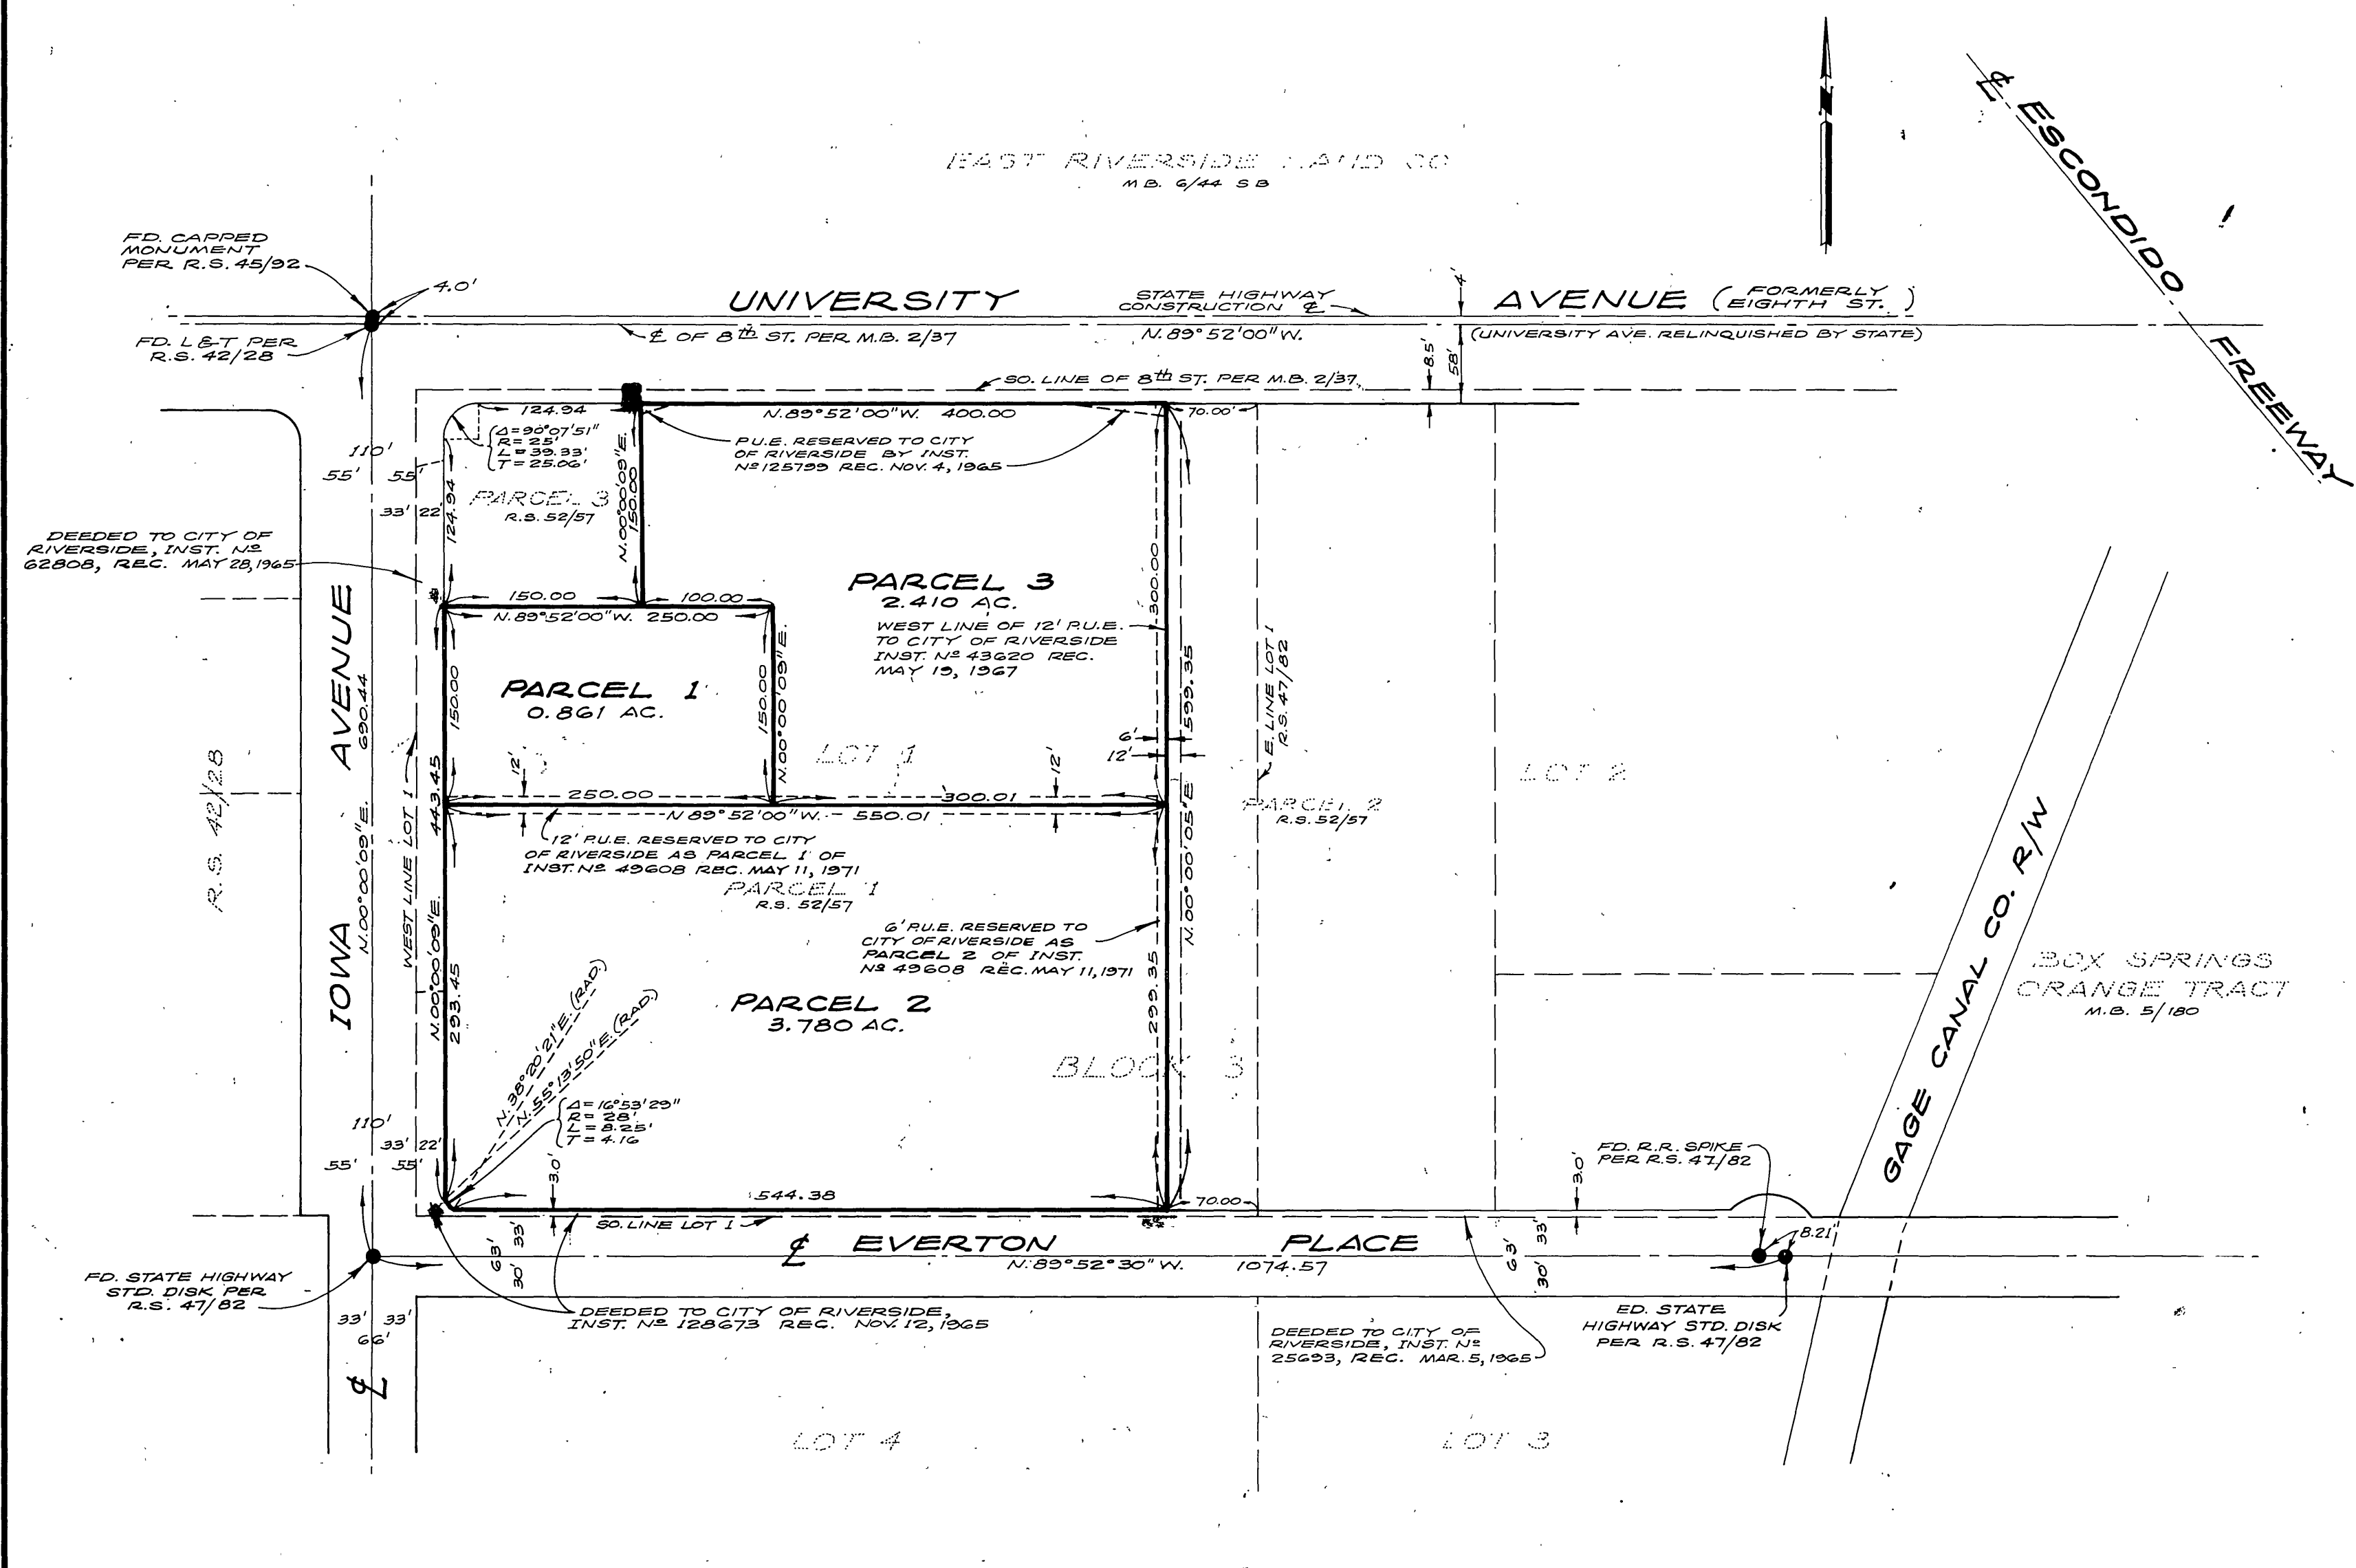 EAST RIVERSIDE LAND CO
M.B. 6/44 S B
℄ ESCONDIDO FREEWAY
N
FD. CAPPED
MONUMENT
PER R.S. 45/92
4.0'
FD. L&T PER
R.S. 42/28
UNIVERSITY
STATE HIGHWAY
CONSTRUCTION ℄
AVENUE (FORMERLY
EIGHTH ST.)
4'
℄ OF 8th ST. PER M.B. 2/37
N. 89° 52' 00" W.
(UNIVERSITY AVE. RELINQUISHED BY STATE)
8.5'
58'
SO. LINE OF 8th ST. PER M.B. 2/37
124.94
N. 89° 52' 00" W. 400.00
70.00'
Δ = 90° 07' 51"
R = 25'
L = 39.33'
T = 25.06'
P.U.E. RESERVED TO CITY
OF RIVERSIDE BY INST.
Nº 125799 REC. NOV. 4, 1965
110'
55' 55'
33' 22'
124.94
PARCEL 3
R.S. 52/57
N. 00° 00' 09" E.
150.00
DEEDED TO CITY OF
RIVERSIDE, INST. Nº
62808, REC. MAY 28, 1965
150.00
100.00
N. 89° 52' 00" W. 250.00
PARCEL 3
2.410 AC.
WEST LINE OF 12' P.U.E.
TO CITY OF RIVERSIDE
INST. Nº 43620 REC.
MAY 19, 1967
300.00
599.35
N. 00° 00' 05" E
E. LINE LOT 1
R.S. 47/82
IOWA AVENUE
N. 00° 00' 09" E. 690.44
WEST LINE LOT 1
R.S. 42/28
150.00
PARCEL 1
0.861 AC.
150.00
N. 00° 00' 09" E.
LOT 1
LOT 2
6'
12'
12'
12'
250.00
300.01
N 89° 52' 00" W. 550.01
PARCEL 2
R.S. 52/57
12' P.U.E. RESERVED TO CITY
OF RIVERSIDE AS PARCEL 1 OF
INST. Nº 49608 REC. MAY 11, 1971
PARCEL 1
R.S. 52/57
N. 00° 00' 09" E. 443.45
293.45
6' P.U.E. RESERVED TO
CITY OF RIVERSIDE AS
PARCEL 2 OF INST.
Nº 49608 REC. MAY 11, 1971
299.35
GAGE CANAL CO. R/W
BOX SPRINGS
ORANGE TRACT
M.B. 5/180
PARCEL 2
3.780 AC.
BLOCK 3
N. 38° 20' 21" E. (RAD.)
N. 55° 13' 50" E. (RAD.)
Δ = 16° 53' 29"
R = 28'
L = 8.25'
T = 4.16
110'
33' 22'
55' 55'
3.0'
544.38
70.00
SO. LINE LOT 1
FD. R.R. SPIKE
PER R.S. 47/82
3.0'
8.21'
63'
33'
30'
℄ EVERTON PLACE
N. 89° 52' 30" W. 1074.57
63'
33'
30'
FD. STATE HIGHWAY
STD. DISK PER
R.S. 47/82
33' 33'
66'
℄
DEEDED TO CITY OF RIVERSIDE,
INST. Nº 128673 REC. NOV. 12, 1965
DEEDED TO CITY OF
RIVERSIDE, INST. Nº
25693, REC. MAR. 5, 1965
ED. STATE
HIGHWAY STD. DISK
PER R.S. 47/82
LOT 4
LOT 3